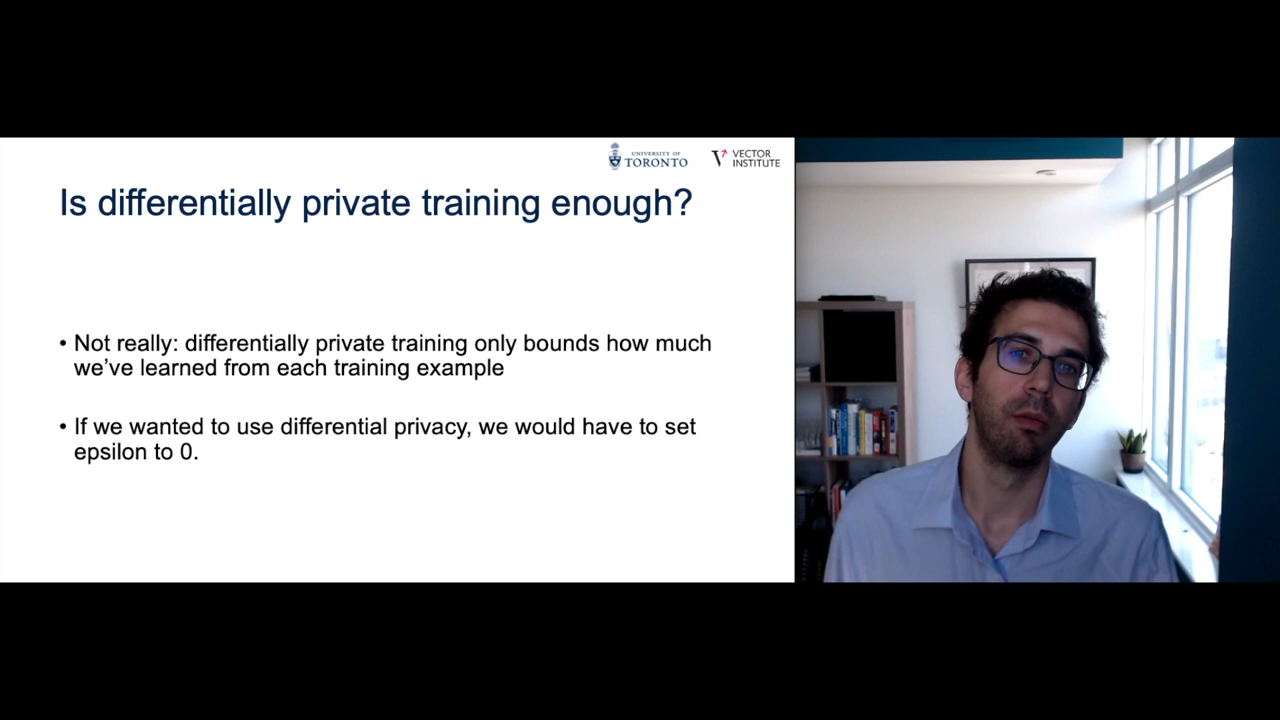 UNIVERSITY OF
TORONTO
VECTOR
INSTITUTE
Is differentially private training enough?
• Not really: differentially private training only bounds how much
we’ve learned from each training example
• If we wanted to use differential privacy, we would have to set
epsilon to 0.